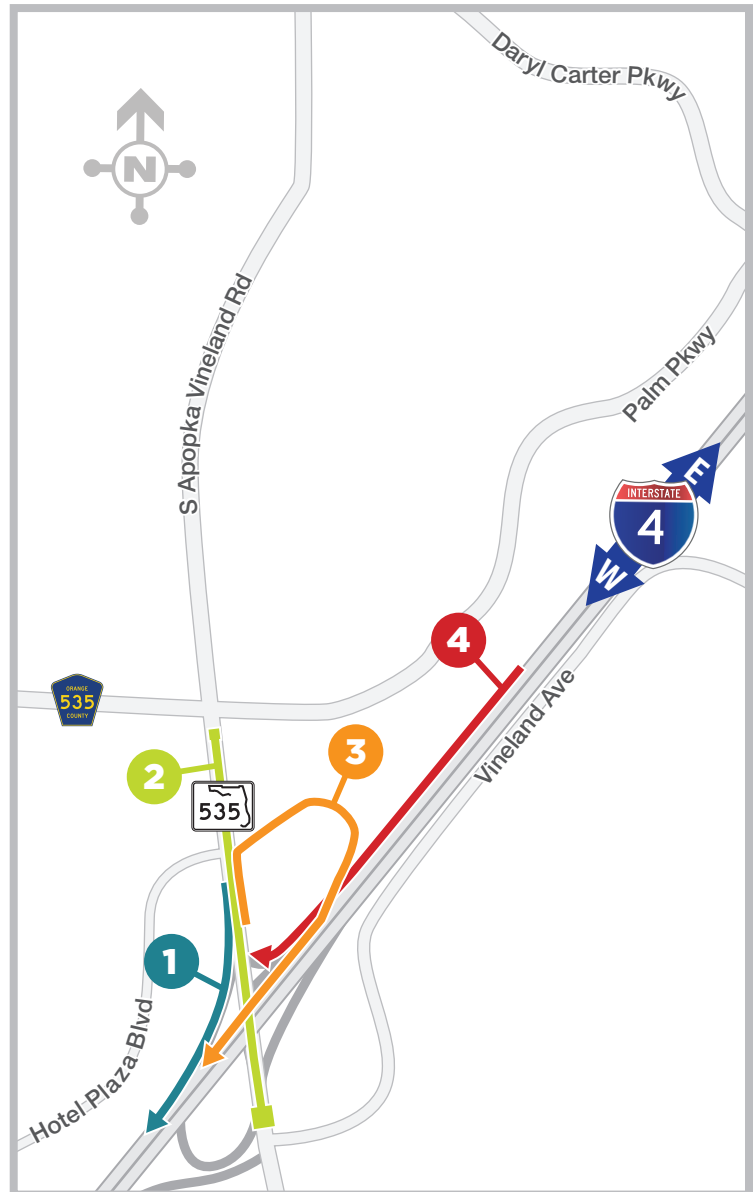 Daryl Carter Pkwy
N
S Apopka Vineland Rd
Palm Pkwy
E
INTERSTATE
4
W
4
ORANGE
535
COUNTY
Vineland Ave
3
2
535
1
Hotel Plaza Blvd